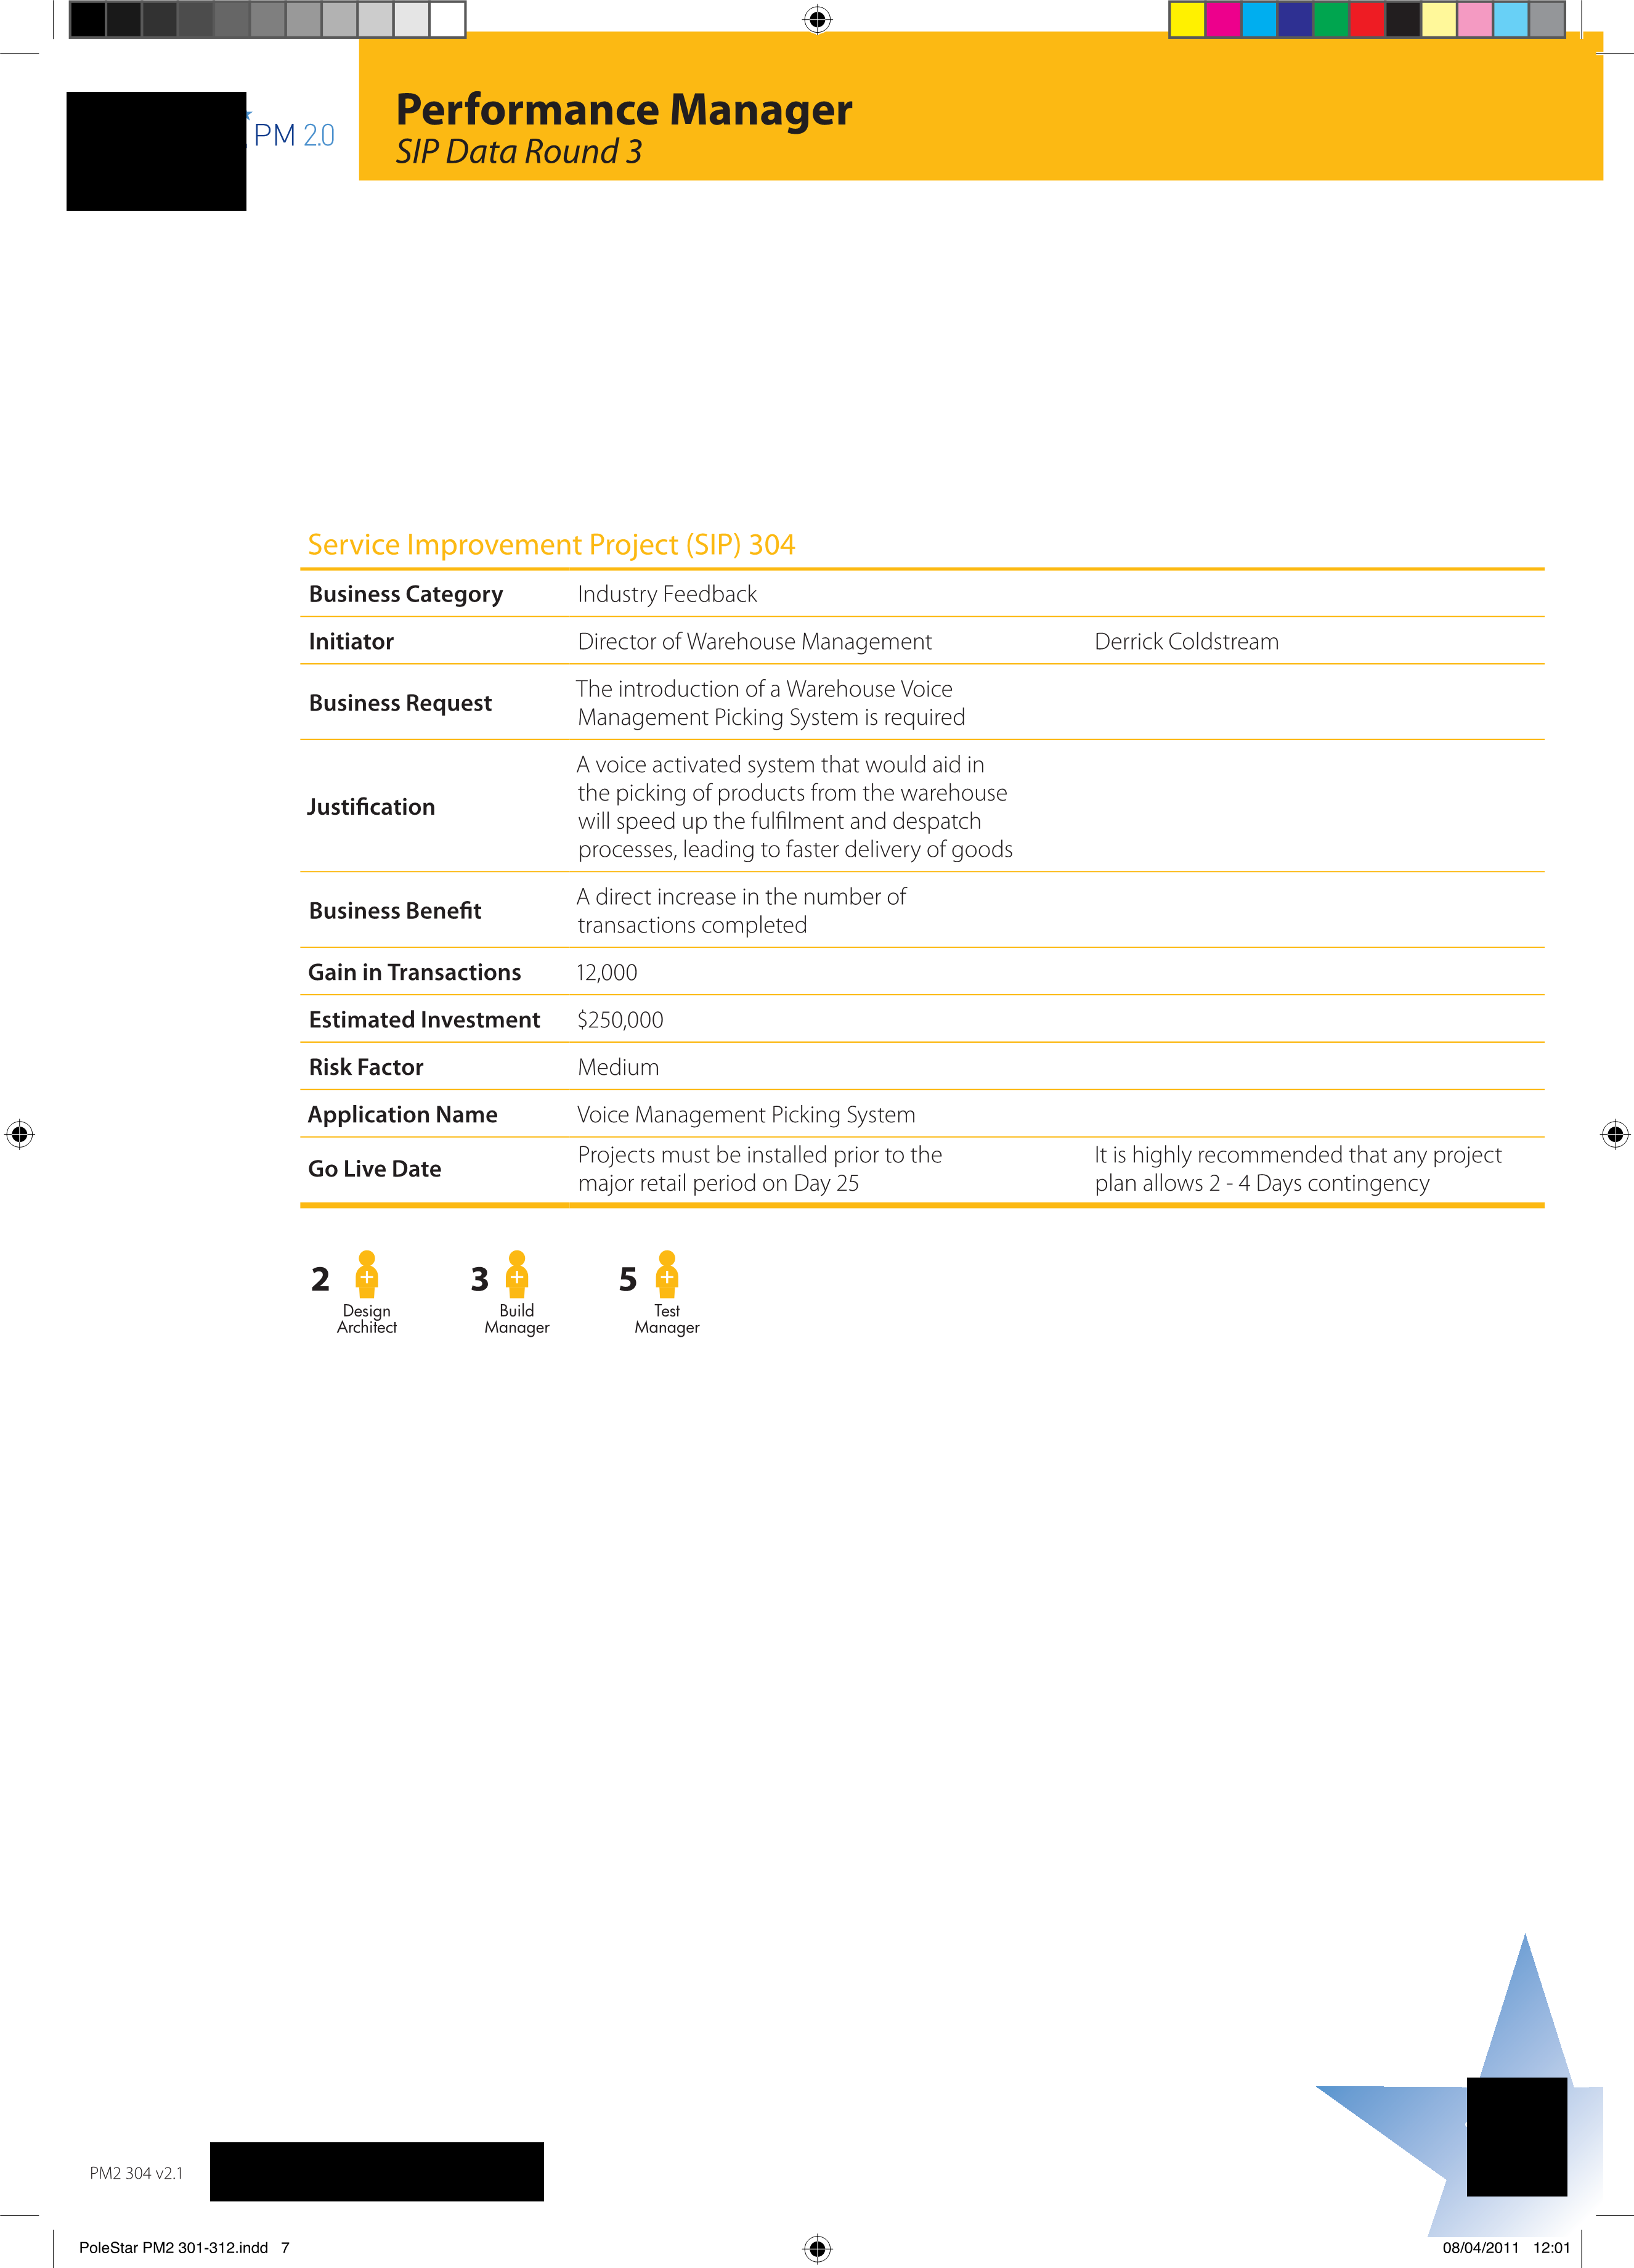 PM 2.0
Performance Manager
SIP Data Round 3
Service Improvement Project (SIP) 304
Business Category Industry Feedback
Initiator Director of Warehouse Management Derrick Coldstream
Business Request The introduction of a Warehouse Voice
Management Picking System is required
Justification A voice activated system that would aid in
the picking of products from the warehouse
will speed up the fulfilment and despatch
processes, leading to faster delivery of goods
Business Benefit A direct increase in the number of
transactions completed
Gain in Transactions 12,000
Estimated Investment $250,000
Risk Factor Medium
Application Name Voice Management Picking System
Go Live Date Projects must be installed prior to the It is highly recommended that any project
major retail period on Day 25 plan allows 2 - 4 Days contingency
2 3 5
Design Build Test
Architect Manager Manager
PM2 304 v2.1
PoleStar PM2 301-312.indd 7 08/04/2011 12:01